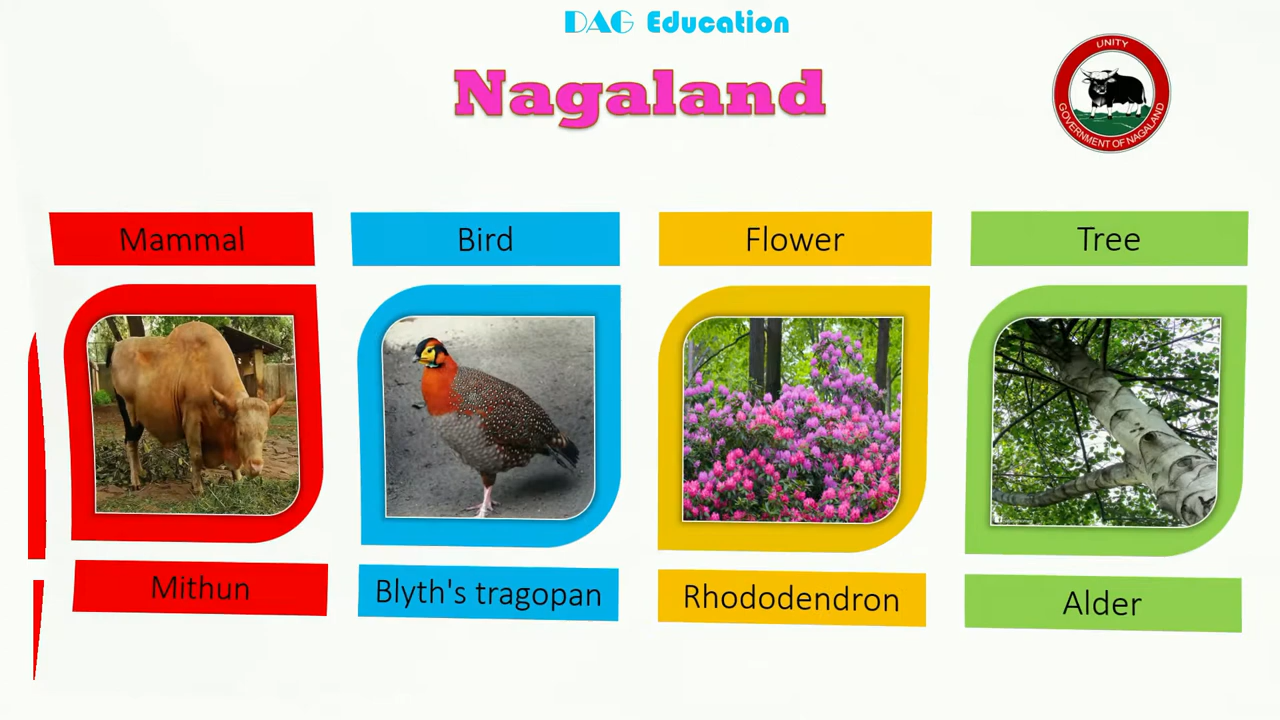 DAG Education
Nagaland
UNITY
GOVERNMENT OF NAGALAND
Mammal
Bird
Flower
Tree
Mithun
Blyth's tragopan
Rhododendron
Alder